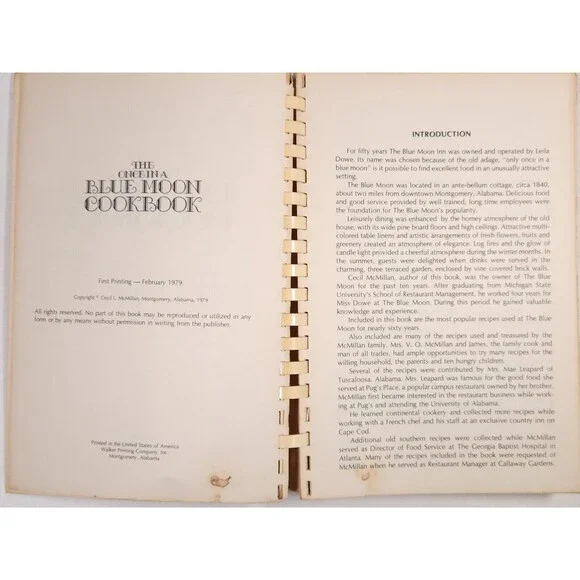 THE
ONCE IN A
BLUE MOON
COOKBOOK
First Printing — February 1979
Copyright © Cecil L. McMillan, Montgomery, Alabama, 1979
All rights reserved. No part of this book may be reproduced or utilized in any
form or by any means without permission in writing from the publisher.
Printed in the United States of America
Walker Printing Company, Inc.
Montgomery, Alabama
INTRODUCTION
For fifty years The Blue Moon Inn was owned and operated by Leila
Dowe. Its name was chosen because of the old adage, "only once in
a blue moon" is it possible to find excellent food in an unusually attractive
setting.
The Blue Moon was located in an ante-bellum cottage, circa 1840,
about two miles from downtown Montgomery, Alabama. Delicious food
and good service provided by well trained, long time employees were
the foundation for The Blue Moon's popularity.
Leisurely dining was enhanced by the homey atmosphere of the old
house, with its wide pine board floors and high ceilings. Attractive multi-
colored table linens and artistic arrangements of fresh flowers, fruits and
greenery created an atmosphere of elegance. Log fires and the glow of
candle light provided a cheerful atmosphere during the winter months. In
the summer, guests were delighted when drinks were served in the
charming, three terraced garden, enclosed by vine covered brick walls.
Cecil McMillan, author of this book, was the owner of The Blue
Moon for the past ten years. After graduating from Michigan State
University's School of Restaurant Management, he worked four years for
Miss Dowe at The Blue Moon. During this period he gained valuable
knowledge and experience.
Included in this book are the most popular recipes used at The Blue
Moon for nearly sixty years.
Also included are many of the recipes used and treasured by the
McMillan family. Mrs. V. O. McMillan and James, the family cook and
man of all trades, had ample opportunities to try many recipes for the
willing household, the parents and ten hungry children.
Several of the recipes were contributed by Mrs. Mae Leapard of
Tuscaloosa, Alabama. Mrs. Leapard was famous for the good food she
served at Pug's Place, a popular campus restaurant owned by her brother.
McMillan first became interested in the restaurant business while work-
ing at Pug's and attending the University of Alabama.
He learned continental cookery and collected more recipes while
working with a French chef and his staff at an exclusive country inn on
Cape Cod.
Additional old southern recipes were collected while McMillan
served as Director of Food Service at The Georgia Baptist Hospital in
Atlanta. Many of the recipes included in the book were requested of
McMillan when he served as Restaurant Manager at Callaway Gardens.